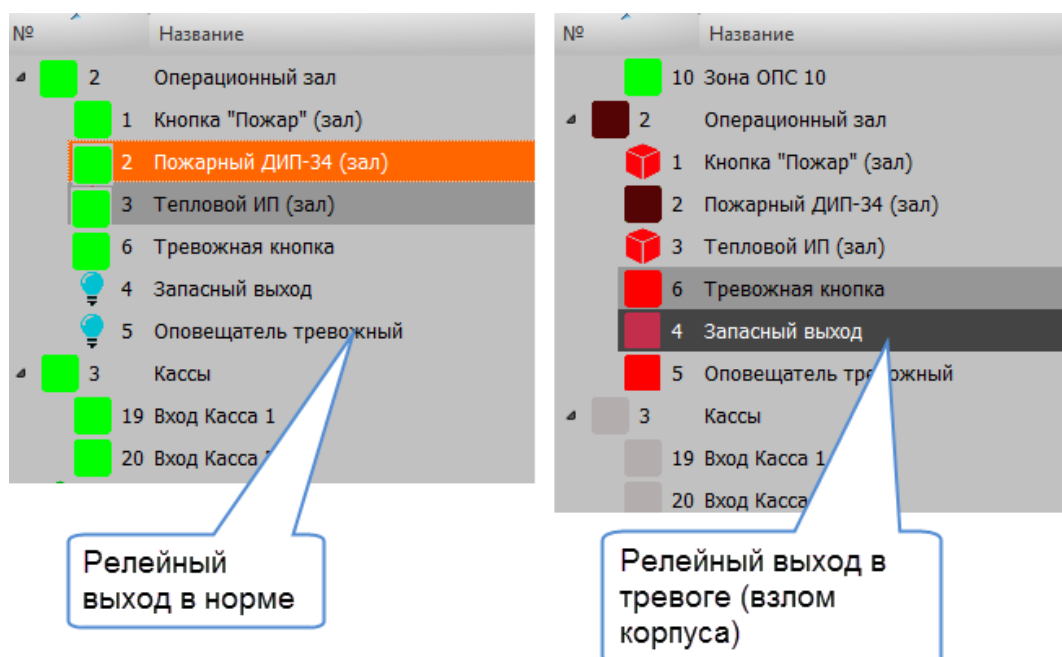 № Название
2 Операционный зал
1 Кнопка "Пожар" (зал)
2 Пожарный ДИП-34 (зал)
3 Тепловой ИП (зал)
6 Тревожная кнопка
4 Запасный выход
5 Оповещатель тревожный
3 Кассы
19 Вход Касса 1
20 Вход Касса
Релейный
выход в норме
№ Название
10 Зона ОПС 10
2 Операционный зал
1 Кнопка "Пожар" (зал)
2 Пожарный ДИП-34 (зал)
3 Тепловой ИП (зал)
6 Тревожная кнопка
4 Запасный выход
5 Оповещатель тревожный
3 Кассы
19 Вход Касса 1
20 Вход Касса
Релейный выход в
тревоге (взлом
корпуса)